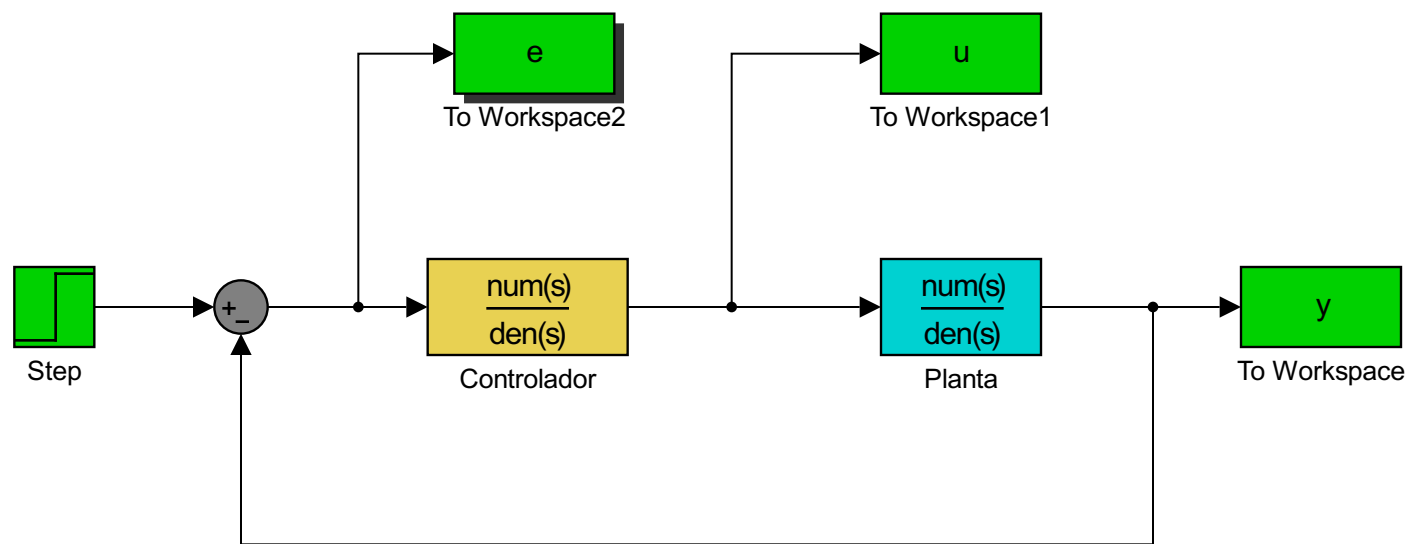 e
To Workspace2
u
To Workspace1
Step
+
−
num(s)
den(s)
Controlador
num(s)
den(s)
Planta
y
To Workspace